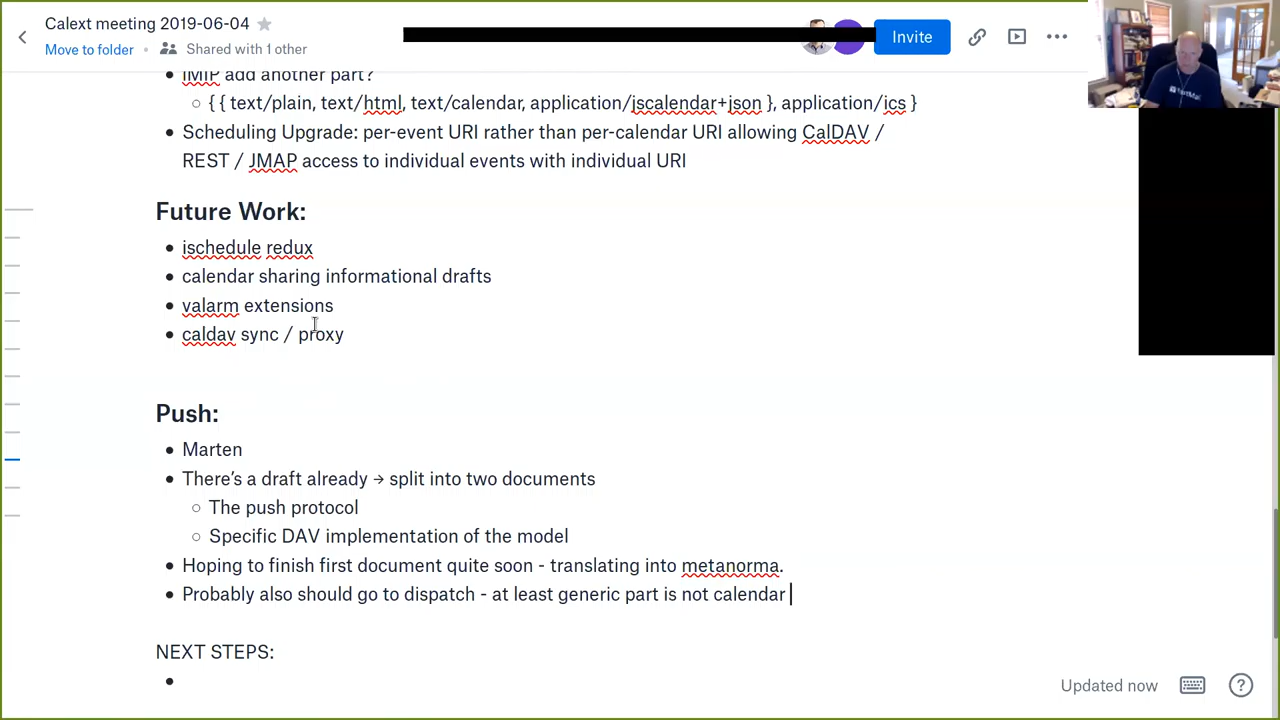 Calext meeting 2019-06-04
Move to folder • Shared with 1 other
Invite
• IMIP add another part?
○ { { text/plain, text/html, text/calendar, application/jscalendar+json }, application/ics }
• Scheduling Upgrade: per-event URI rather than per-calendar URI allowing CalDAV /
REST / JMAP access to individual events with individual URI
Future Work:
• ischedule redux
• calendar sharing informational drafts
• valarm extensions
• caldav sync / proxy
Push:
• Marten
• There’s a draft already → split into two documents
○ The push protocol
○ Specific DAV implementation of the model
• Hoping to finish first document quite soon - translating into metanorma.
• Probably also should go to dispatch - at least generic part is not calendar
NEXT STEPS:
•
Updated now